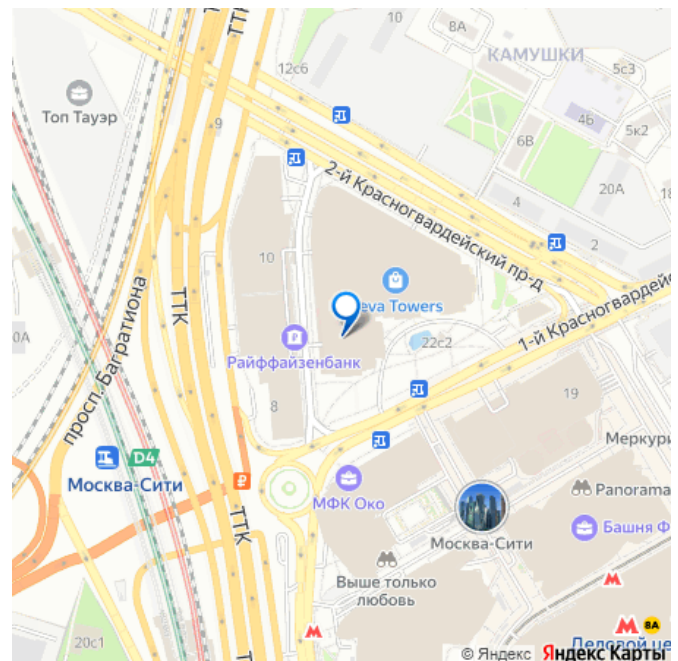 ТТК
10
8А
КАМУШКИ
12с6
5с3
Топ Тауэр
9
4Б
5к2
6В
2-й Красногвардейский пр-д
20А
4
2
10
eva Towers
просп. Багратиона
ТТК
1-й Красногвардейс
22с2
Райффайзенбанк
8
19
D4
Москва-Сити
Меркури
₽
МФК Око
Panorama
ТТК
Башня Ф
Москва-Сити
Выше только
любовь
20с1
8А
Деловой це
© Яндекс Яндекс Карты